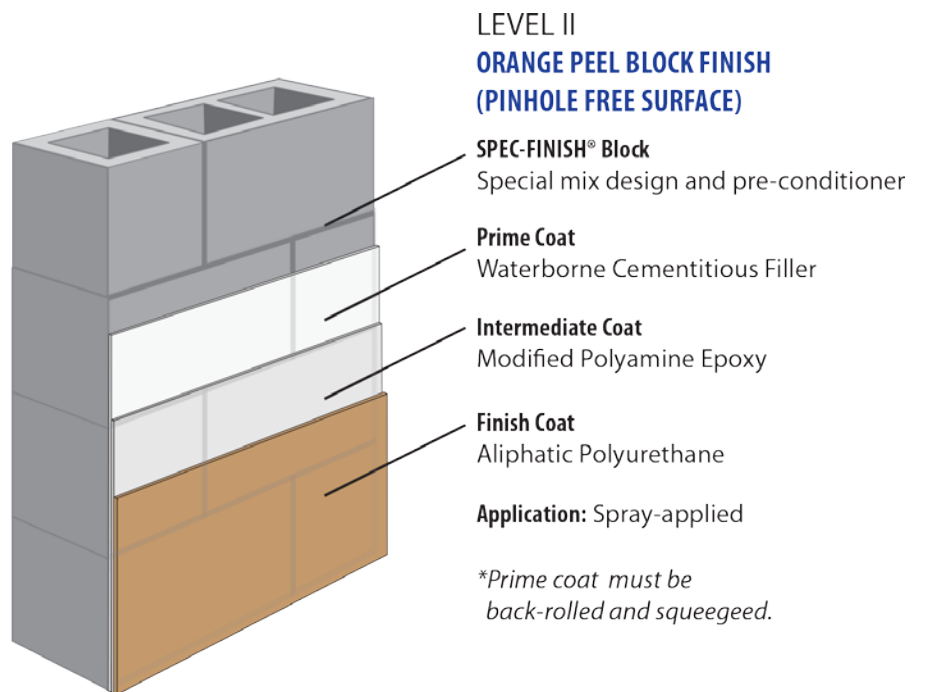 LEVEL II
ORANGE PEEL BLOCK FINISH
(PINHOLE FREE SURFACE)
SPEC-FINISH® Block
Special mix design and pre-conditioner
Prime Coat
Waterborne Cementitious Filler
Intermediate Coat
Modified Polyamine Epoxy
Finish Coat
Aliphatic Polyurethane
Application: Spray-applied
*Prime coat must be
back-rolled and squeegeed.